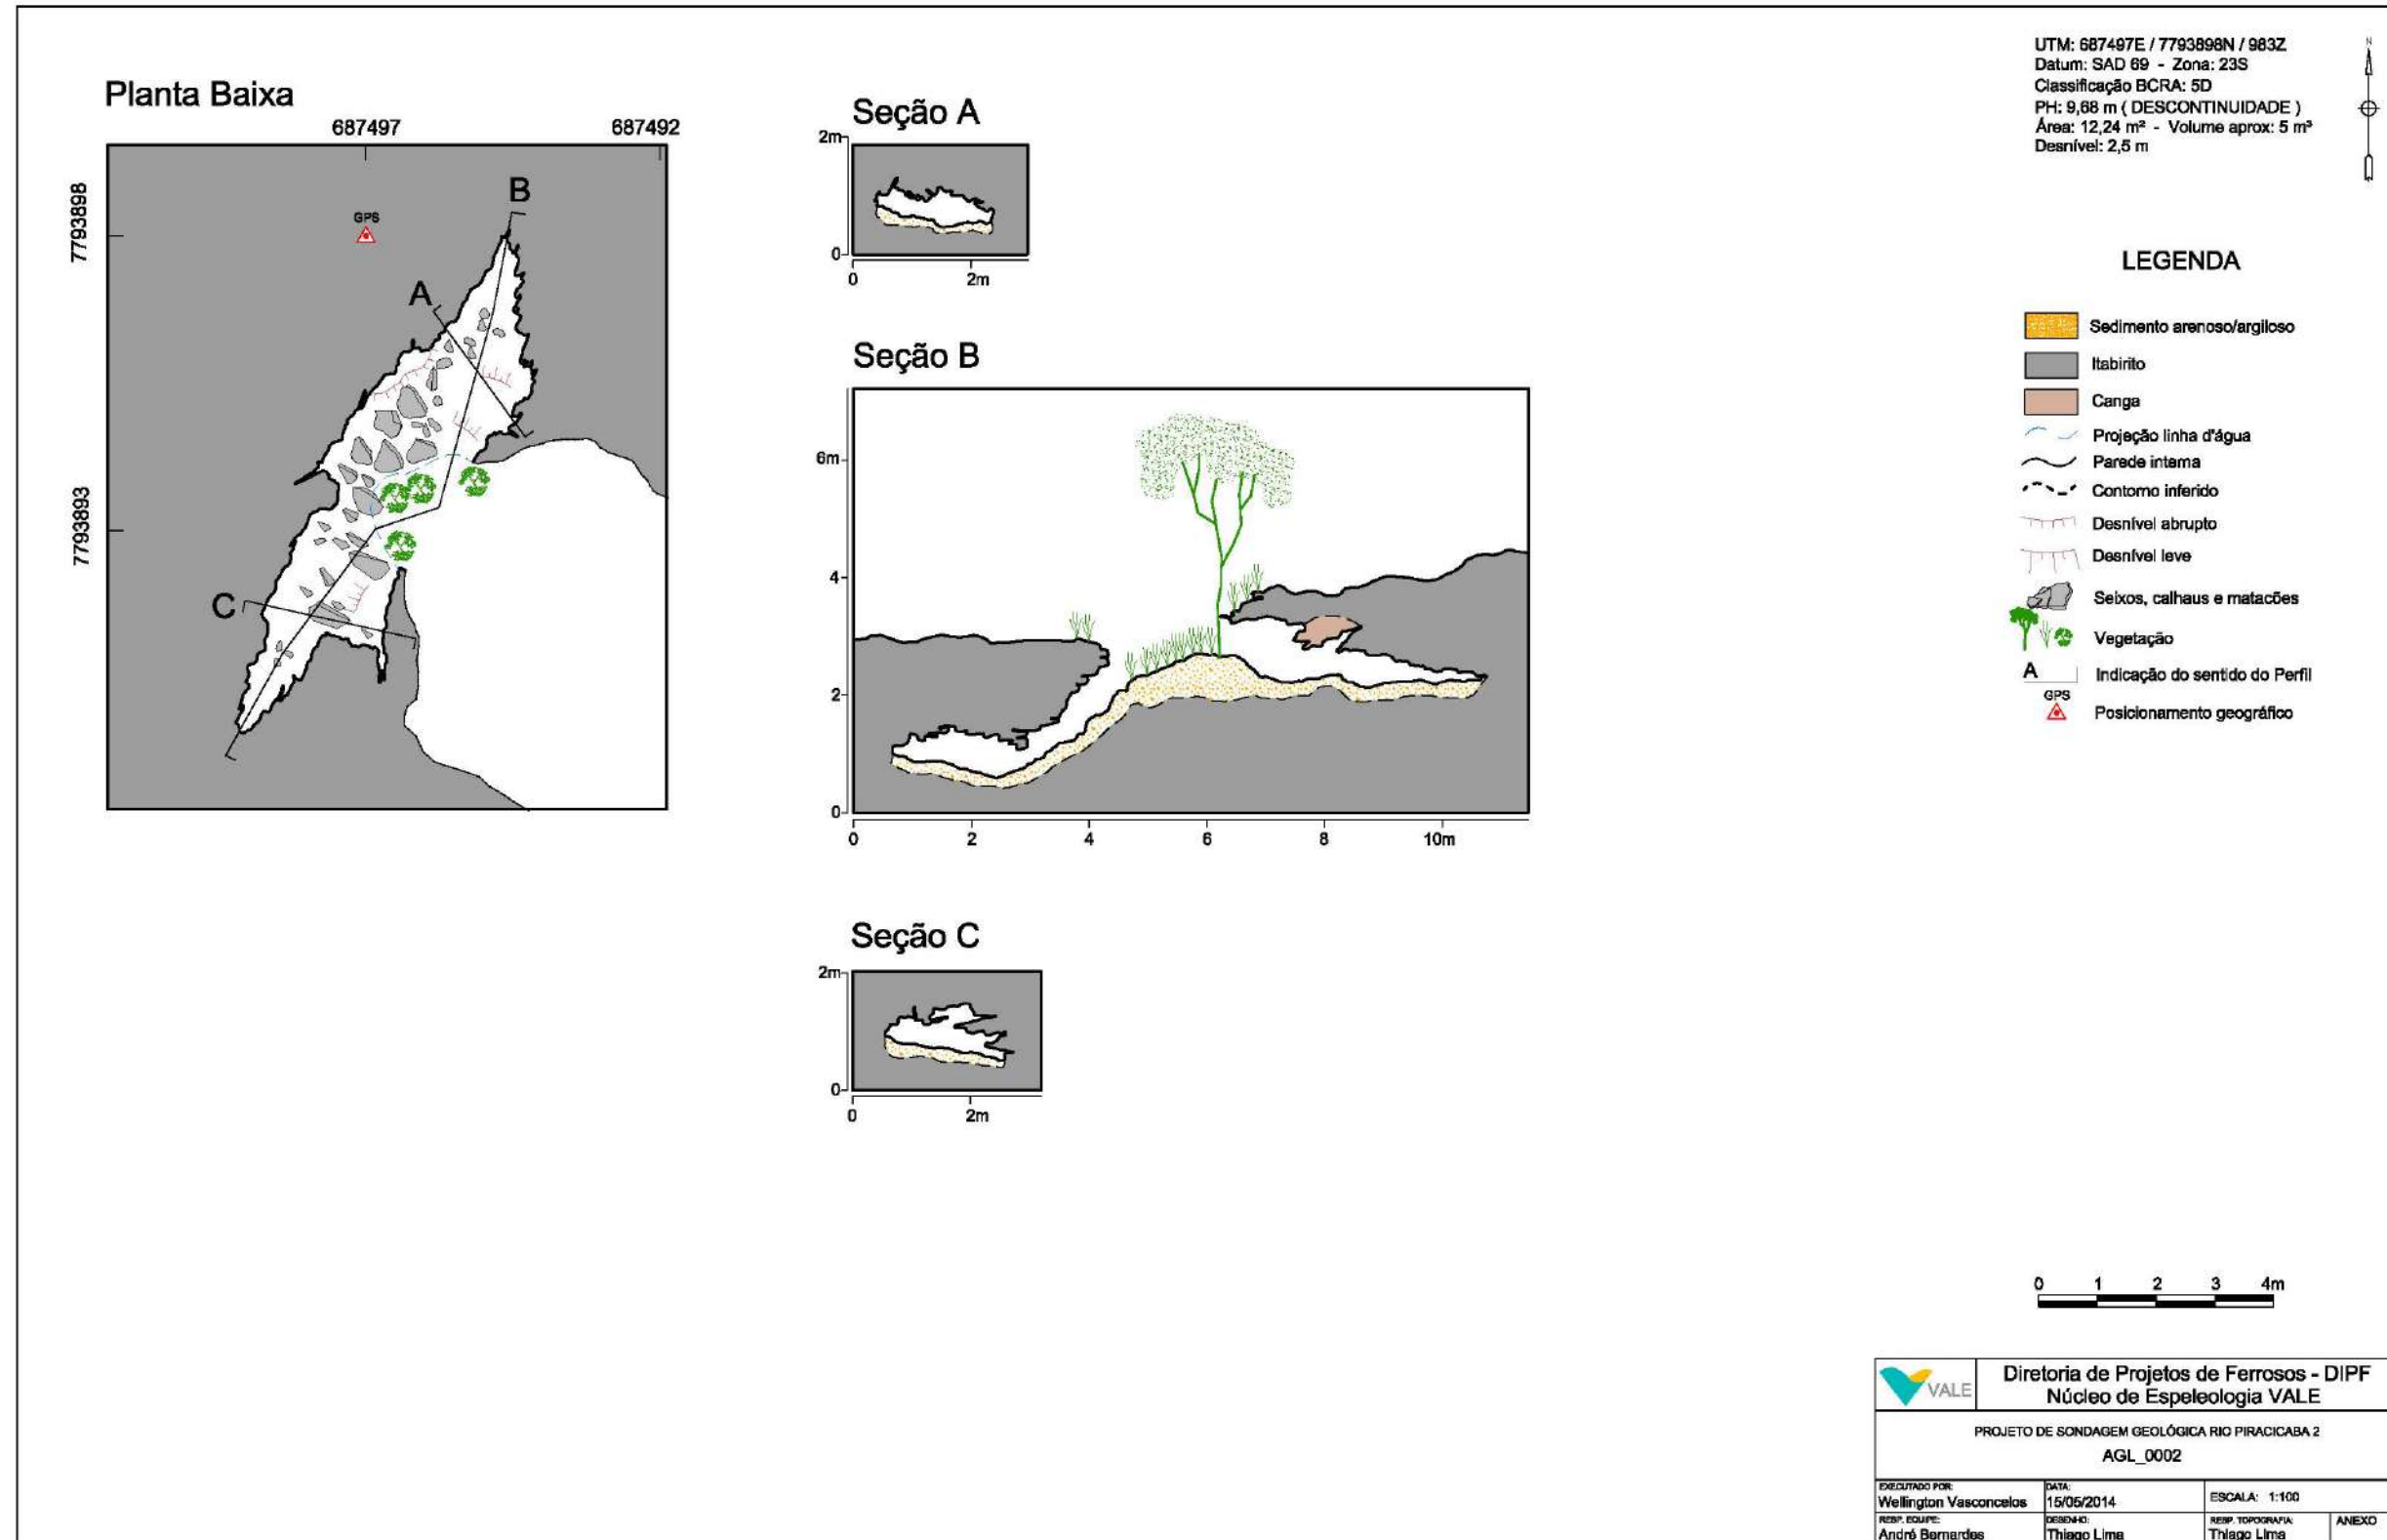 Planta Baixa
687497
687492
7793898
7793893
GPS
B
A
C
Seção A
2m
0
0
2m
Seção B
6m
4
2
0
0
2
4
6
8
10m
Seção C
2m
0
0
2m
UTM: 687497E / 7793898N / 983Z
Datum: SAD 69 - Zona: 23S
Classificação BCRA: 5D
PH: 9,68 m ( DESCONTINUIDADE )
Área: 12,24 m² - Volume aprox: 5 m³
Desnível: 2,5 m
N
LEGENDA
Sedimento arenoso/argiloso
Itabirito
Canga
Projeção linha d'água
Parede interna
Contorno inferido
Desnível abrupto
Desnível leve
Seixos, calhaus e matacões
Vegetação
A
Indicação do sentido do Perfil
GPS
Posicionamento geográfico
0 1 2 3 4m
VALE
Diretoria de Projetos de Ferrosos - DIPF
Núcleo de Espeleologia VALE
PROJETO DE SONDAGEM GEOLÓGICA RIO PIRACICABA 2
AGL_0002
EXECUTADO POR:
Wellington Vasconcelos
DATA:
15/05/2014
ESCALA: 1:100
RESP. EQUIPE:
André Bernardes
DESENHO:
Thiago Lima
RESP. TOPOGRAFIA:
Thiago Lima
ANEXO